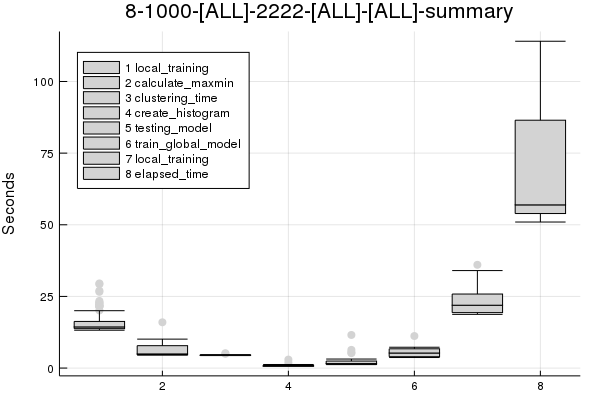 8-1000-[ALL]-2222-[ALL]-[ALL]-summary
1 local_training
2 calculate_maxmin
3 clustering_time
4 create_histogram
5 testing_model
6 train_global_model
7 local_training
8 elapsed_time
Seconds
100
75
50
25
0
2 4 6 8